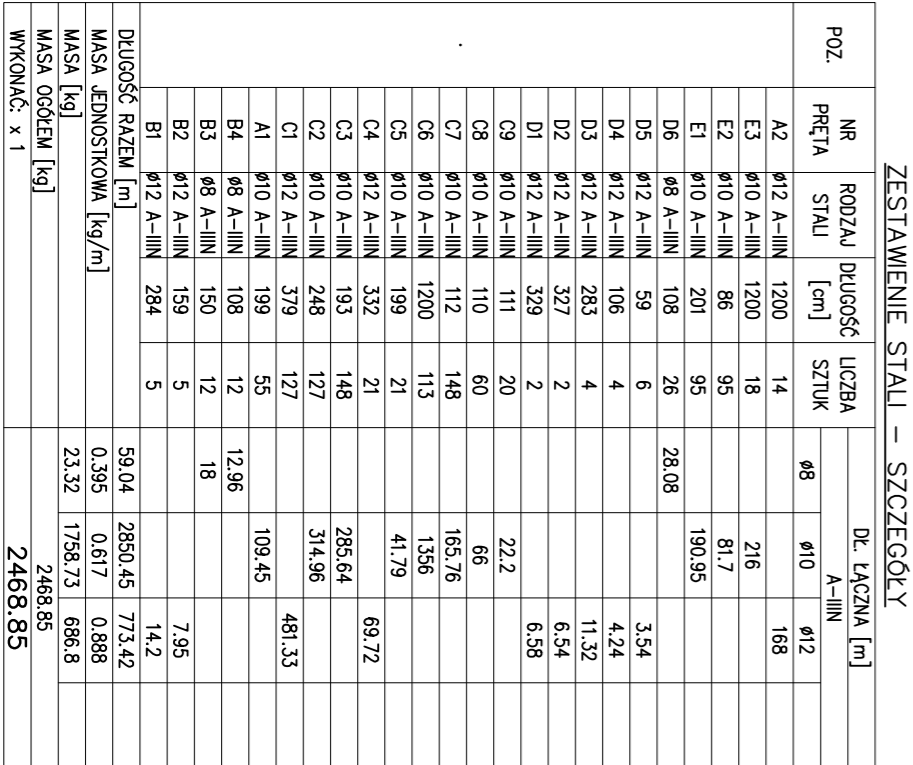 ZESTAWIENIE STALI – SZCZEGÓŁY
POZ. NR PRĘTA RODZAJ STALI DŁUGOŚĆ [cm] LICZBA SZTUK DŁ. ŁĄCZNA [m]
A–IIIN
ø8 ø10 ø12
A2 ø12 A–IIIN 1200 14 168
E3 ø10 A–IIIN 1200 18 216
E2 ø10 A–IIIN 86 95 81.7
E1 ø10 A–IIIN 201 95 190.95
D6 ø8 A–IIIN 108 26 28.08
D5 ø12 A–IIIN 59 6 3.54
D4 ø12 A–IIIN 106 4 4.24
D3 ø12 A–IIIN 283 4 11.32
D2 ø12 A–IIIN 327 2 6.54
D1 ø12 A–IIIN 329 2 6.58
C9 ø10 A–IIIN 111 20 22.2
C8 ø10 A–IIIN 110 60 66
C7 ø10 A–IIIN 112 148 165.76
C6 ø10 A–IIIN 1200 113 1356
C5 ø10 A–IIIN 199 21 41.79
C4 ø12 A–IIIN 332 21 69.72
C3 ø10 A–IIIN 193 148 285.64
C2 ø10 A–IIIN 248 127 314.96
C1 ø12 A–IIIN 379 127 481.33
A1 ø10 A–IIIN 199 55 109.45
B4 ø8 A–IIIN 108 12 12.96
B3 ø8 A–IIIN 150 12 18
B2 ø12 A–IIIN 159 5 7.95
B1 ø12 A–IIIN 284 5 14.2
DŁUGOŚĆ RAZEM [m] 59.04 2850.45 773.42
MASA JEDNOSTKOWA [kg/m] 0.395 0.617 0.888
MASA [kg] 23.32 1758.73 686.8
MASA OGÓŁEM [kg] 2468.85
WYKONAĆ: x 1 2468.85